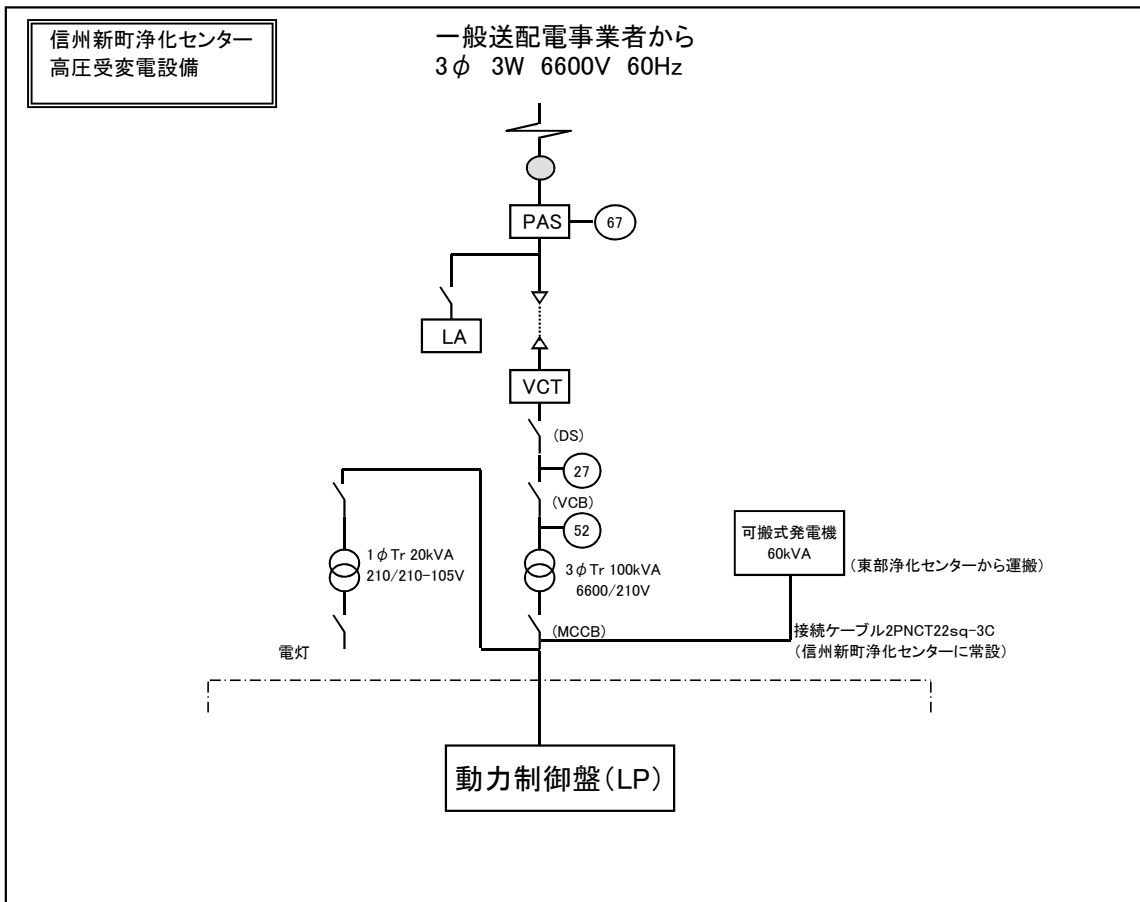 信州新町浄化センター
高圧受変電設備
一般送配電事業者から
3φ 3W 6600V 60Hz
PAS
67
LA
VCT
(DS)
27
(VCB)
52
1φTr 20kVA
210/210-105V
3φTr 100kVA
6600/210V
可搬式発電機
60kVA
(東部浄化センターから運搬)
(MCCB)
接続ケーブル2PNCT22sq-3C
(信州新町浄化センターに常設)
電灯
動力制御盤(LP)